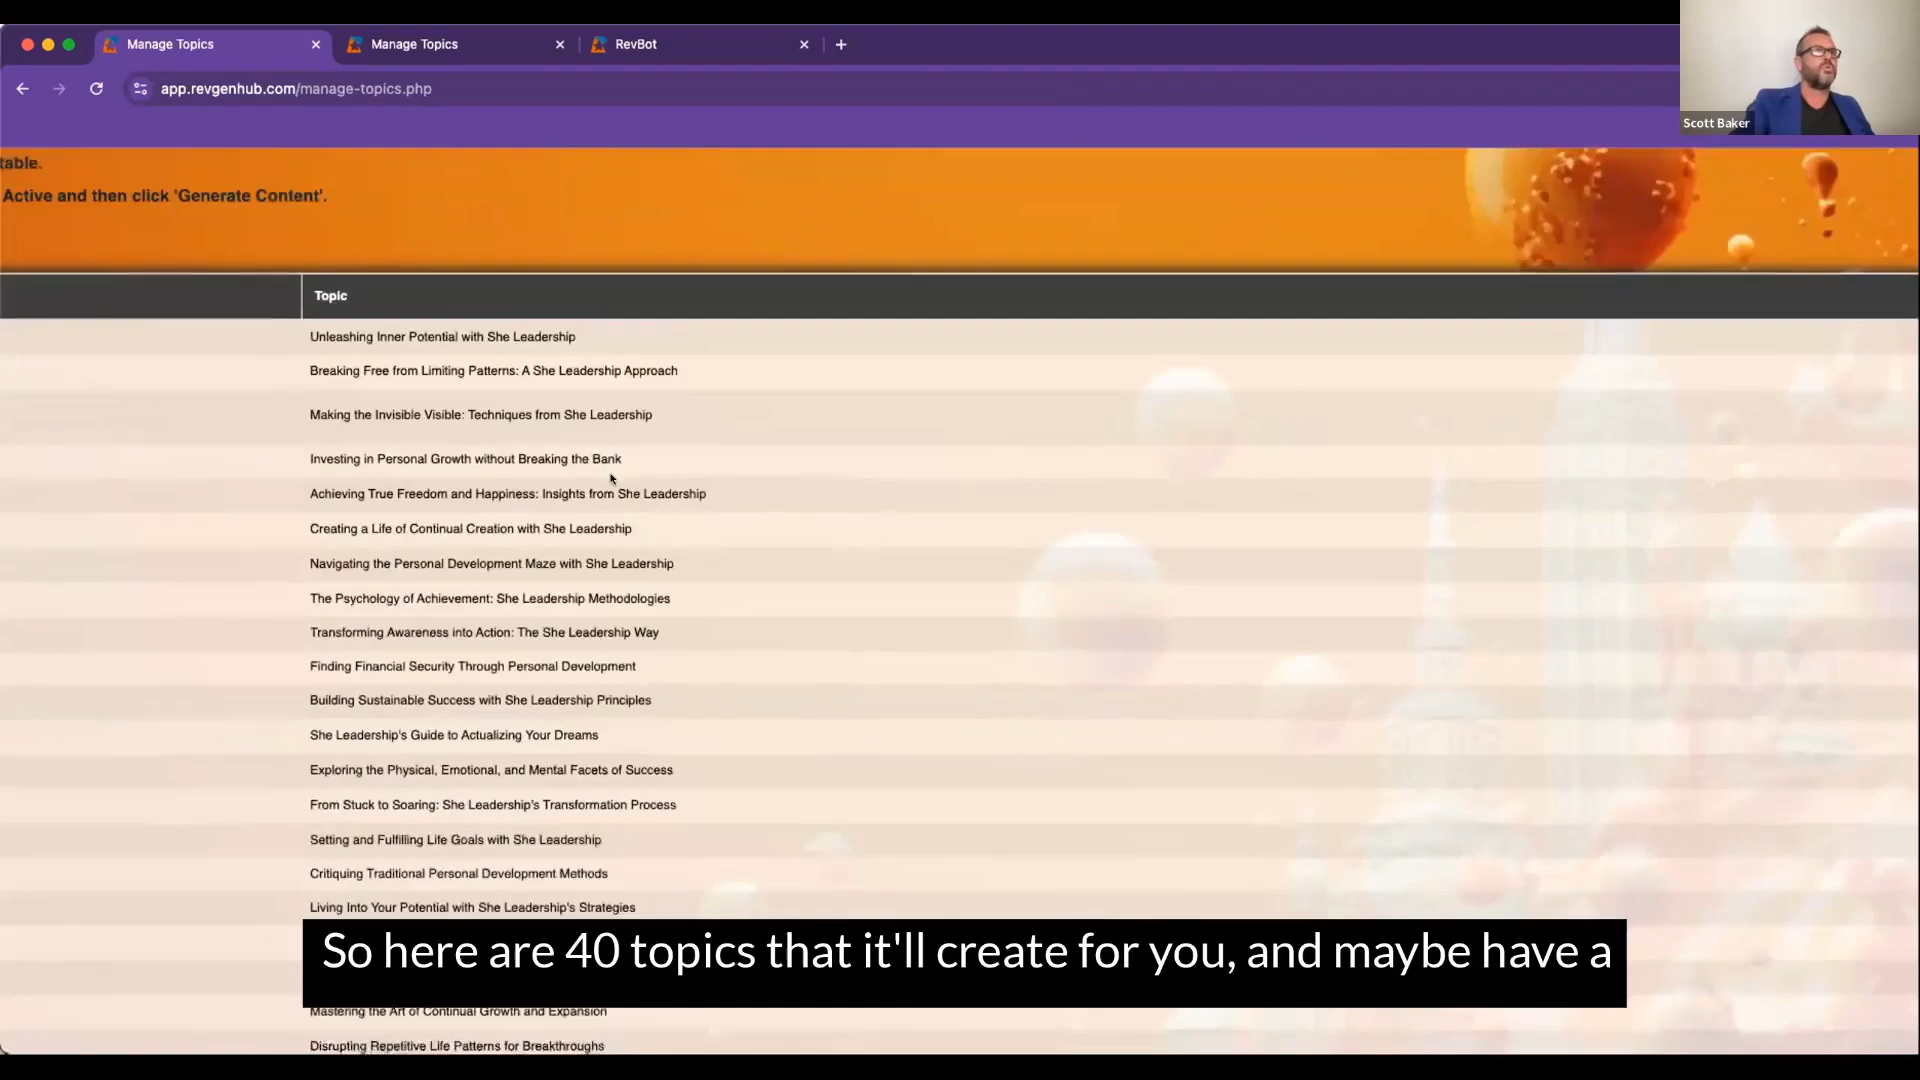 Manage Topics
Manage Topics
RevBot
app.revgenhub.com/manage-topics.php
Scott Baker
table.
Active and then click 'Generate Content'.
Topic
Unleashing Inner Potential with She Leadership
Breaking Free from Limiting Patterns: A She Leadership Approach
Making the Invisible Visible: Techniques from She Leadership
Investing in Personal Growth without Breaking the Bank
Achieving True Freedom and Happiness: Insights from She Leadership
Creating a Life of Continual Creation with She Leadership
Navigating the Personal Development Maze with She Leadership
The Psychology of Achievement: She Leadership Methodologies
Transforming Awareness into Action: The She Leadership Way
Finding Financial Security Through Personal Development
Building Sustainable Success with She Leadership Principles
She Leadership's Guide to Actualizing Your Dreams
Exploring the Physical, Emotional, and Mental Facets of Success
From Stuck to Soaring: She Leadership's Transformation Process
Setting and Fulfilling Life Goals with She Leadership
Critiquing Traditional Personal Development Methods
Living Into Your Potential with She Leadership's Strategies
So here are 40 topics that it'll create for you, and maybe have a
Mastering the Art of Continual Growth and Expansion
Disrupting Repetitive Life Patterns for Breakthroughs